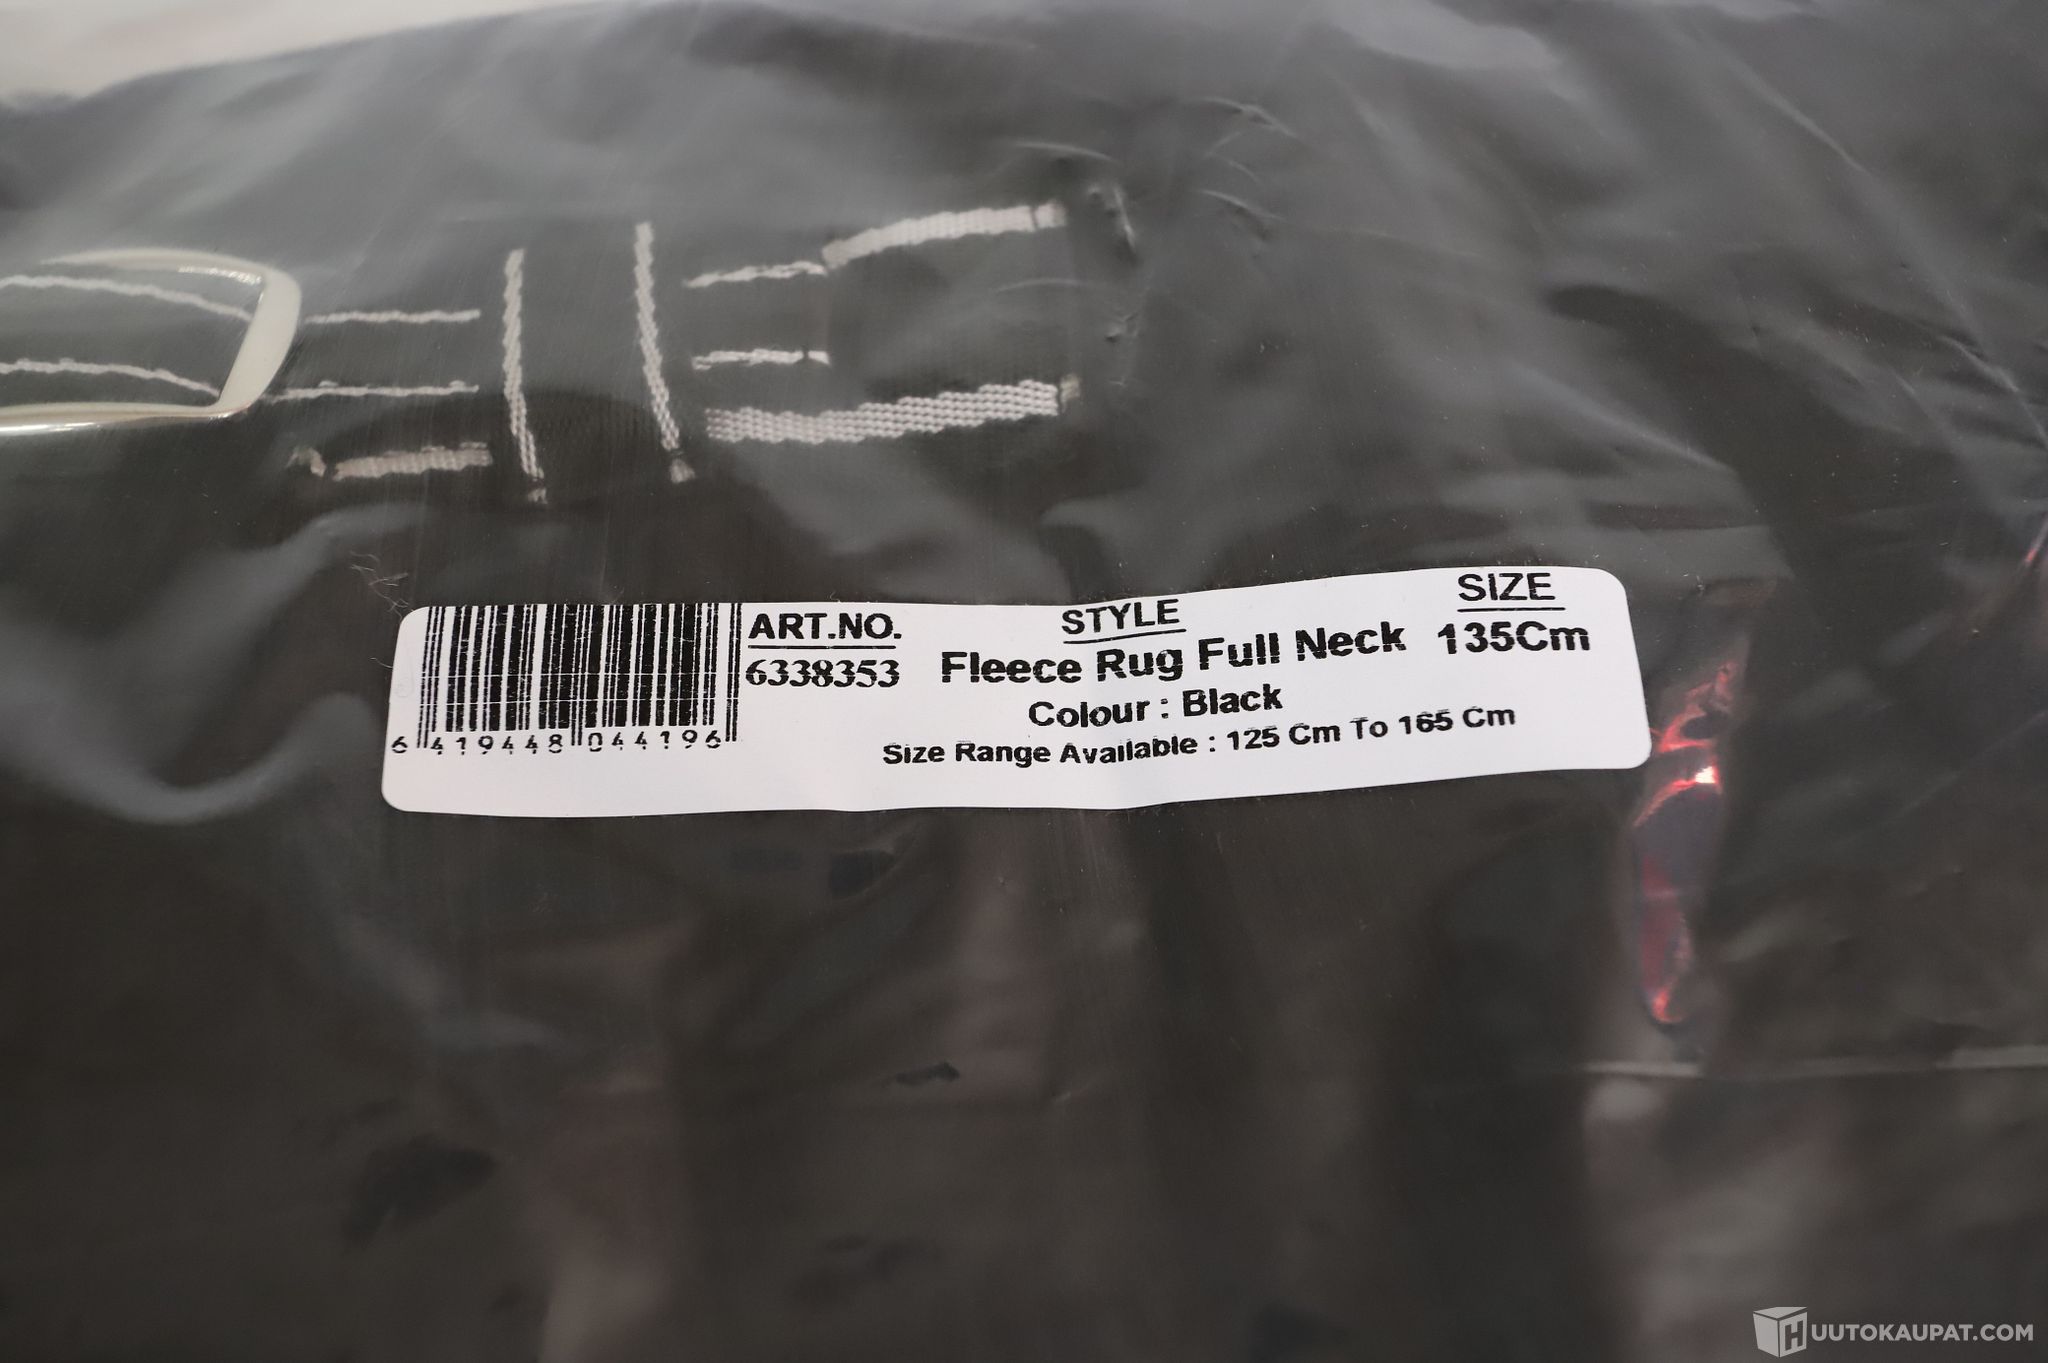 ART.NO. STYLE SIZE
6338353 Fleece Rug Full Neck 135Cm
Colour : Black
Size Range Available : 125 Cm To 165 Cm
6 419448 044196
HUUTOKAUPAT.COM